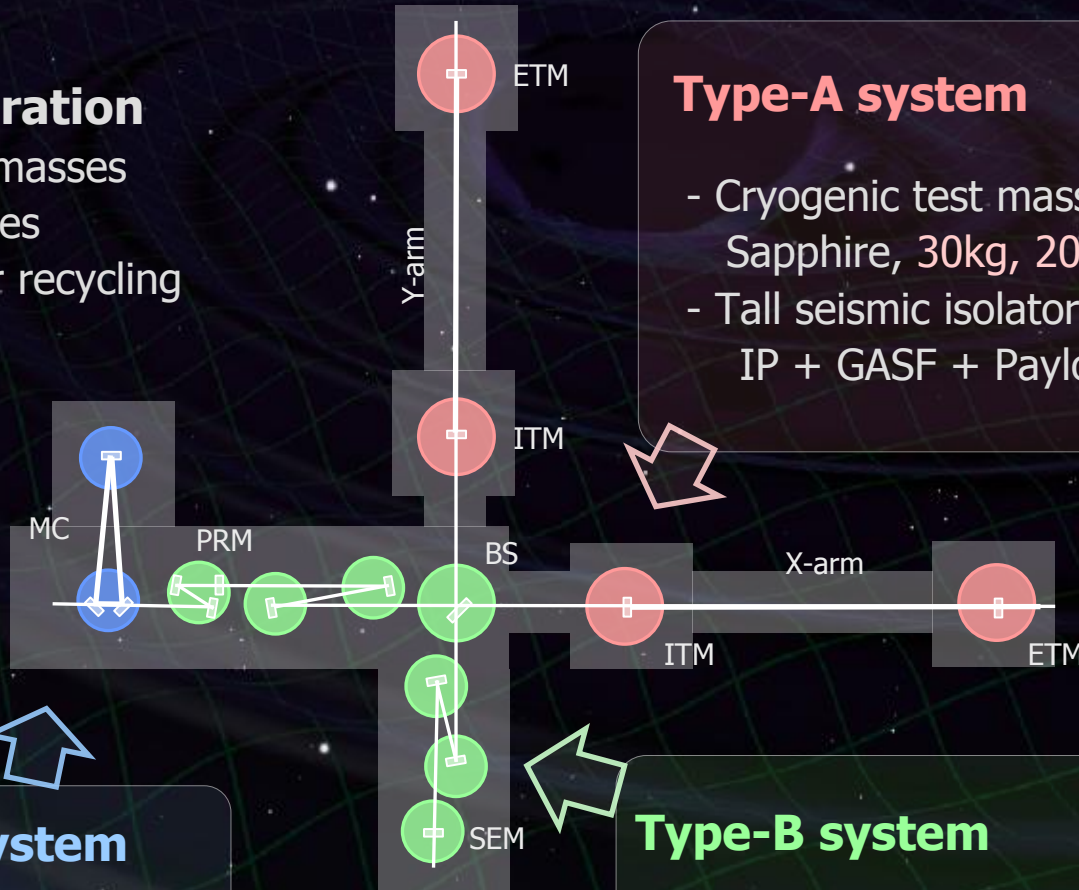 ration
masses
es
r recycling
ETM
Y-arm
ITM
Type-A system
- Cryogenic test mass
Sapphire, 30kg, 20
- Tall seismic isolator
IP + GASF + Paylo
MC
PRM
BS
X-arm
ITM
ETM
SEM
ystem
Type-B system